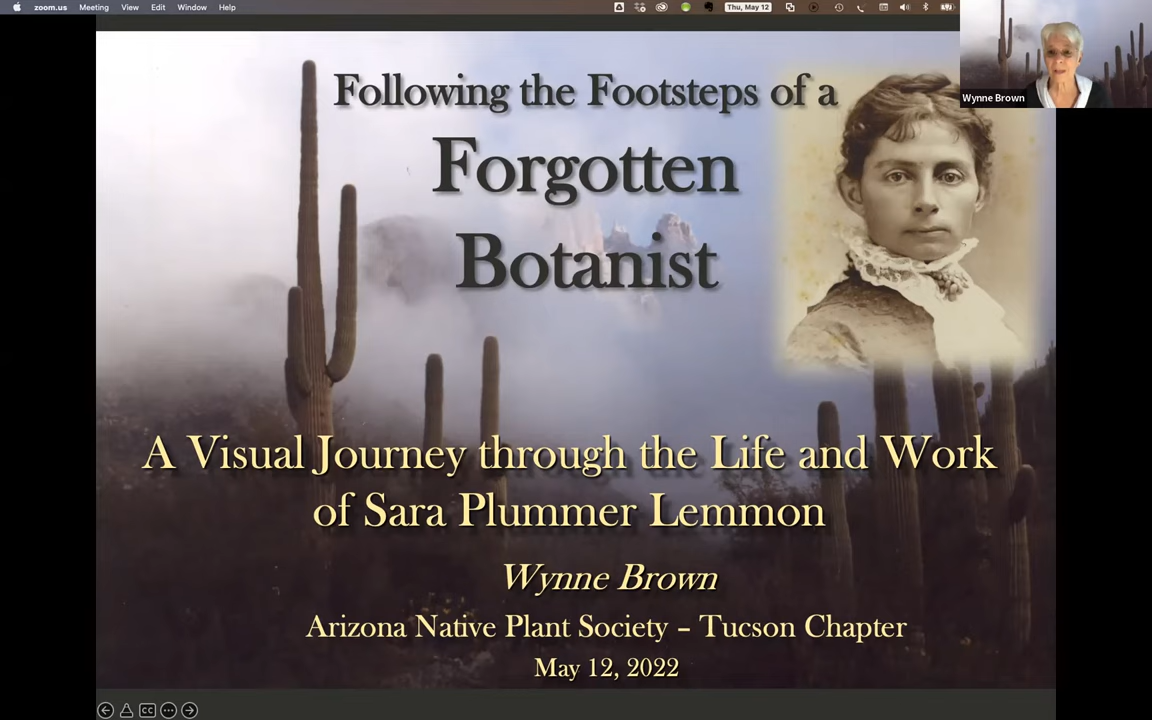 zoom.us Meeting View Edit Window Help Thu, May 12
Wynne Brown
Following the Footsteps of a
Forgotten
Botanist
A Visual Journey through the Life and Work
of Sara Plummer Lemmon
Wynne Brown
Arizona Native Plant Society – Tucson Chapter
May 12, 2022
CC